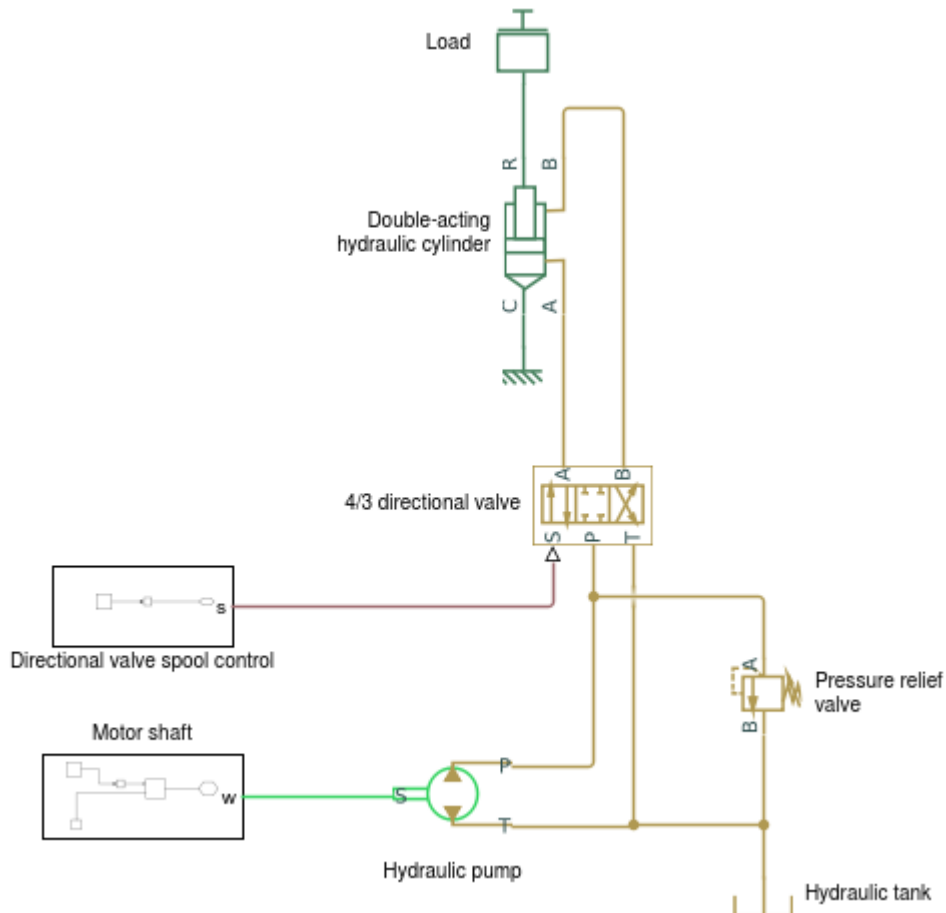 Load
R
B
Double-acting
hydraulic cylinder
C
A
A
B
4/3 directional valve
S
P
T
s
Directional valve spool control
A
Pressure relief
valve
B
Motor shaft
P
w
S
T
Hydraulic pump
Hydraulic tank